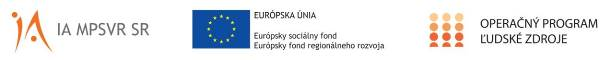 IA MPSVR SR
EURÓPSKA ÚNIA
Európsky sociálny fond
Európsky fond regionálneho rozvoja
OPERAČNÝ PROGRAM
ĽUDSKÉ ZDROJE